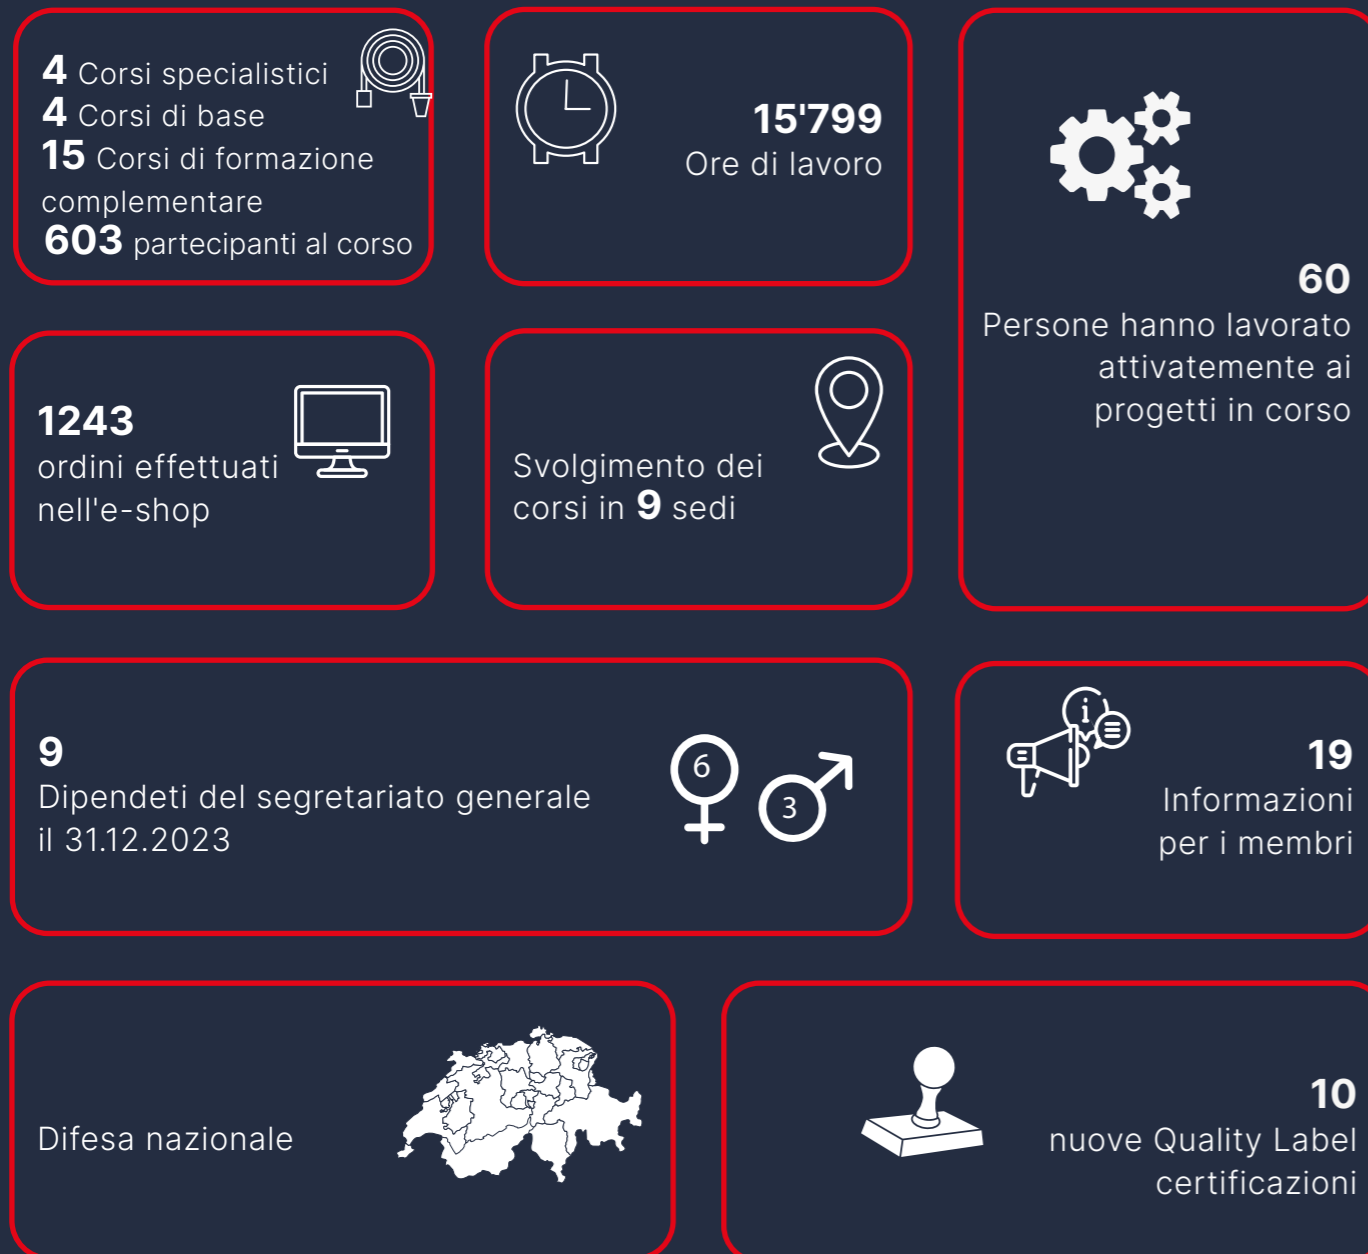 4 Corsi specialistici
4 Corsi di base
15 Corsi di formazione
complementare
603 partecipanti al corso
15'799
Ore di lavoro
60
Persone hanno lavorato
attivatemente ai
progetti in corso
1243
ordini effettuati
nell'e-shop
Svolgimento dei
corsi in 9 sedi
9
Dipendeti del segretariato generale
il 31.12.2023
6
3
i
19
Informazioni
per i membri
Difesa nazionale
10
nuove Quality Label
certificazioni